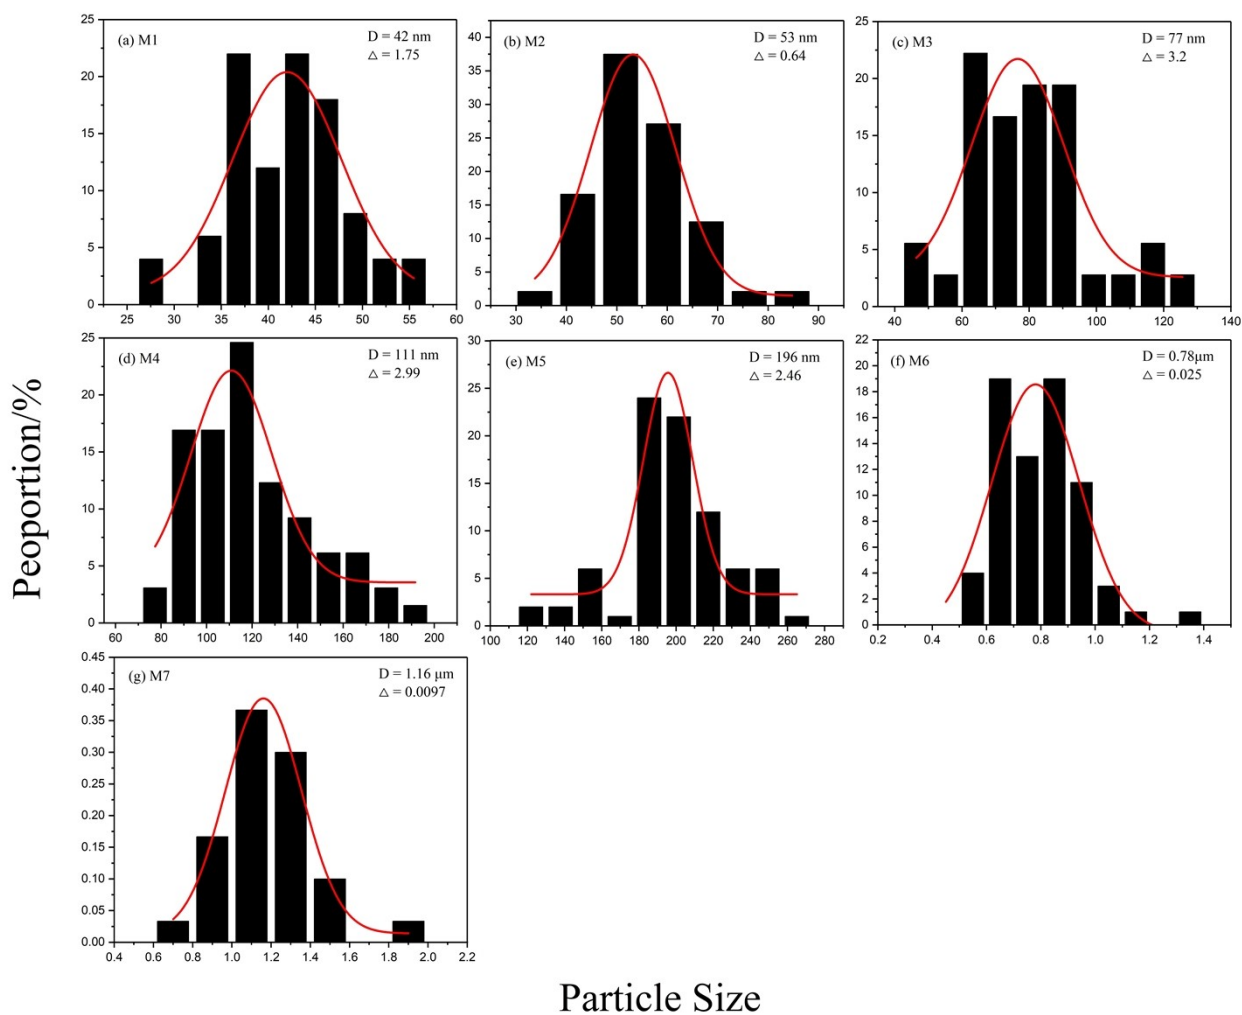 (a) M1
D = 42 nm
△ = 1.75
25
20
15
10
5
0
25 30 35 40 45 50 55 60
(b) M2
D = 53 nm
△ = 0.64
40
35
30
25
20
15
10
5
0
30 40 50 60 70 80 90
(c) M3
D = 77 nm
△ = 3.2
25
20
15
10
5
0
40 60 80 100 120 140
(d) M4
D = 111 nm
△ = 2.99
25
20
15
10
5
0
60 80 100 120 140 160 180 200
(e) M5
D = 196 nm
△ = 2.46
30
25
20
15
10
5
0
100 120 140 160 180 200 220 240 260 280
(f) M6
D = 0.78μm
△ = 0.025
22
20
18
16
14
12
10
8
6
4
2
0
0.2 0.4 0.6 0.8 1.0 1.2 1.4
(g) M7
D = 1.16 μm
△ = 0.0097
0.45
0.40
0.35
0.30
0.25
0.20
0.15
0.10
0.05
0.00
0.4 0.6 0.8 1.0 1.2 1.4 1.6 1.8 2.0 2.2
Peoportion/%
Particle Size